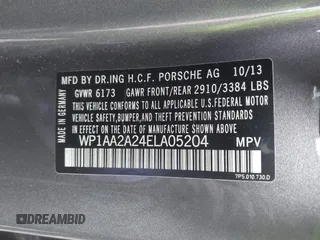 MFD BY DR.ING H.C.F. PORSCHE AG 10/13
GVWR 6173 GAWR FRONT/REAR 2910/3384 LBS
THIS VEHICLE CONFORMS TO ALL APPLICABLE
U.S.FEDERAL MOTOR VEHICLE SAFETY, BUMPER,
AND THEFT PREVENTION STANDARDS IN
EFFECT ON THE DATE OF MANUFACTURE SHOWN ABOVE.
WP1AA2A24ELA05204 MPV
MADE IN GERMANY
7P5.010.730.D
DREAMBID